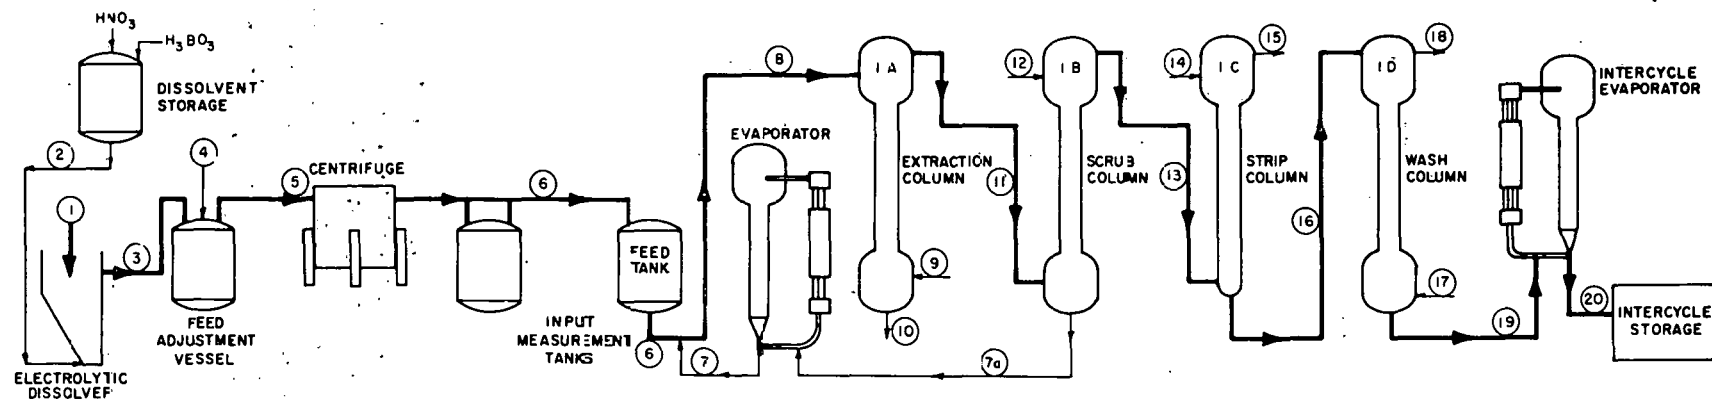 HNO3
H3BO3
DISSOLVENT
STORAGE
2
1
3
4
FEED
ADJUSTMENT
VESSEL
ELECTROLYTIC
DISSOLVER
5
CENTRIFUGE
6
FEED
TANK
INPUT
MEASUREMENT
TANKS
6
7
EVAPORATOR
8
1A
EXTRACTION
COLUMN
9
10
11
7a
12
1B
SCRUB
COLUMN
13
14
15
1C
STRIP
COLUMN
16
1D
18
WASH
COLUMN
17
19
INTERCYCLE
EVAPORATOR
20
INTERCYCLE
STORAGE